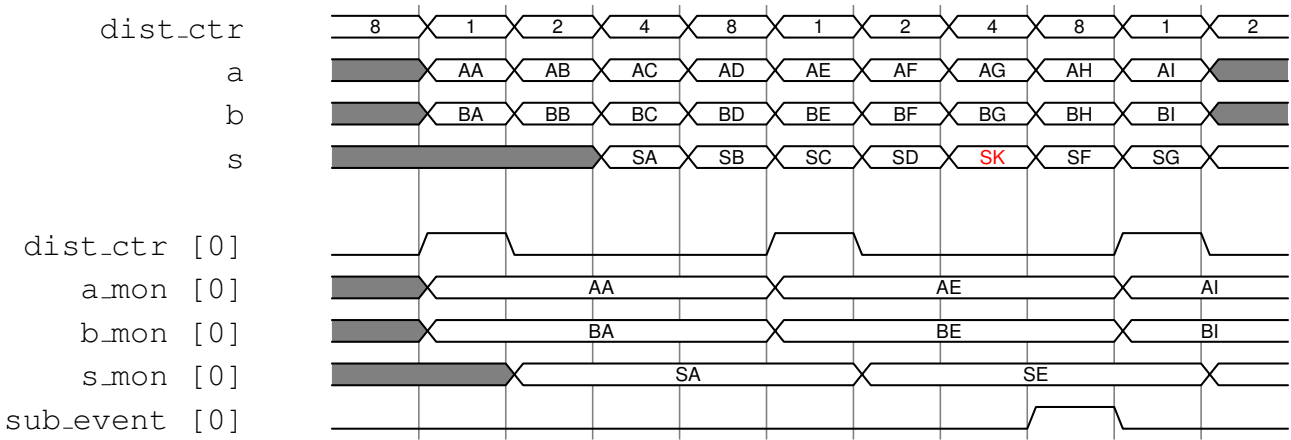 dist_ctr 8 1 2 4 8 1 2 4 8 1 2
a AA AB AC AD AE AF AG AH AI
b BA BB BC BD BE BF BG BH BI
s SA SB SC SD SK SF SG
dist_ctr [0]
a_mon [0] AA AE AI
b_mon [0] BA BE BI
s_mon [0] SA SE
sub_event [0]